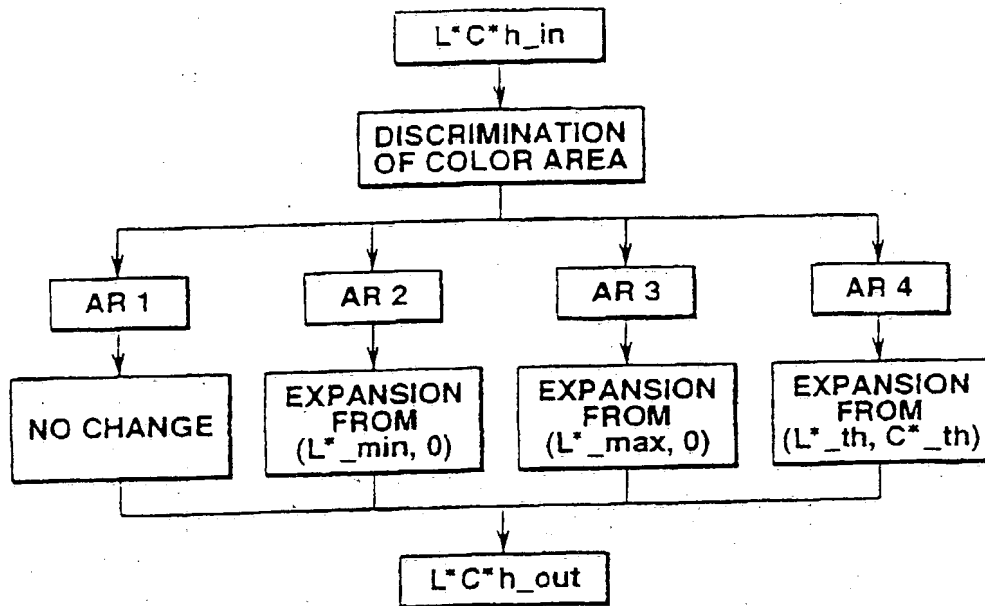 L*C*h_in
DISCRIMINATION
OF COLOR AREA
AR 1
AR 2
AR 3
AR 4
NO CHANGE
EXPANSION
FROM
(L*_min, 0)
EXPANSION
FROM
(L*_max, 0)
EXPANSION
FROM
(L*_th, C*_th)
L*C*h_out